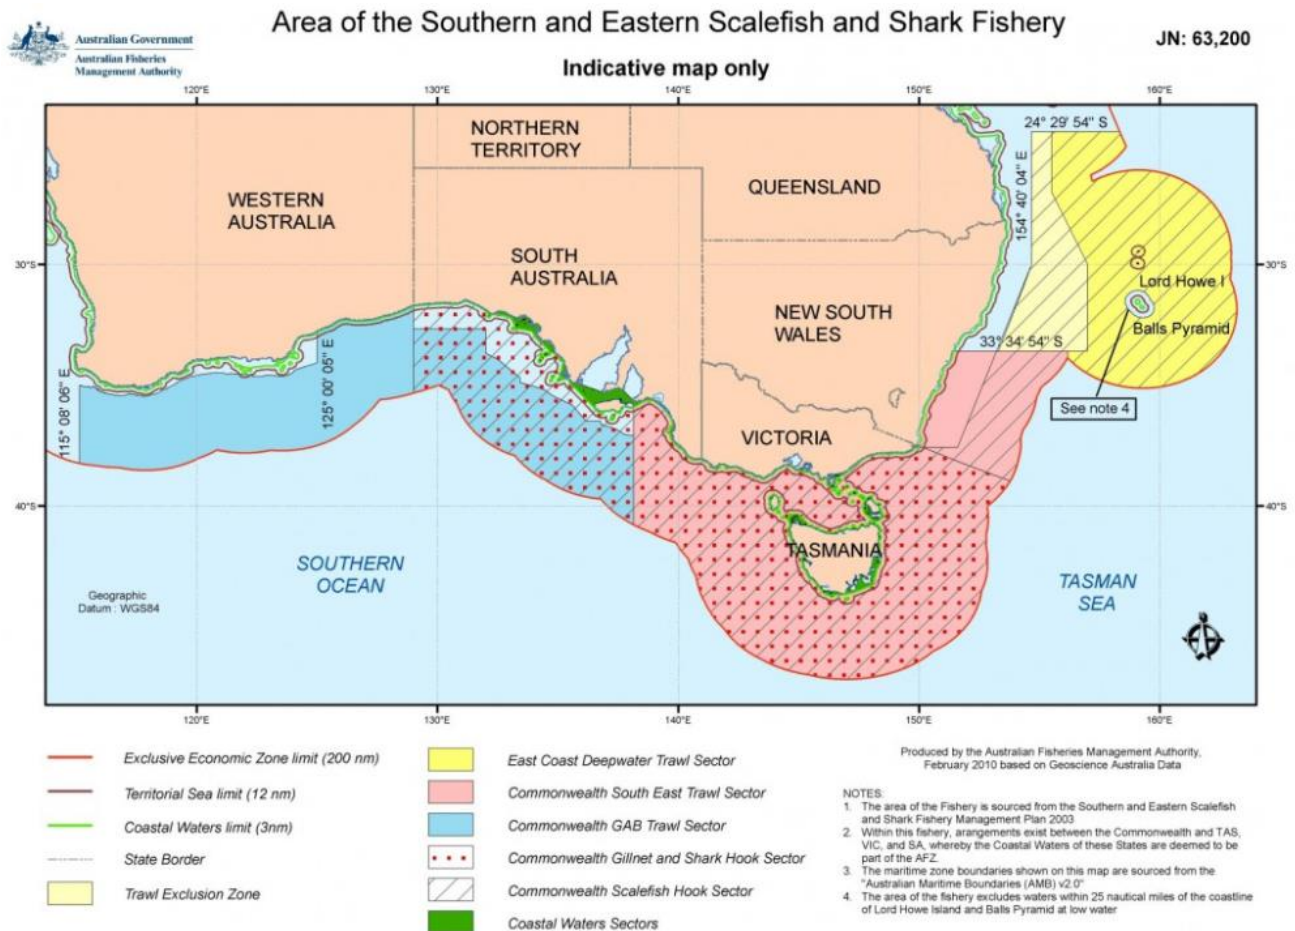 Area of the Southern and Eastern Scalefish and Shark Fishery
Australian Government
Australian Fisheries
Management Authority
JN: 63,200
Indicative map only
120°E
130°E
140°E
150°E
160°E
24° 29' 54" S
NORTHERN
TERRITORY
QUEENSLAND
WESTERN
AUSTRALIA
154° 40' 04" E
SOUTH
AUSTRALIA
30°S
30°S
Lord Howe I
NEW SOUTH
WALES
Balls Pyramid
33° 34' 54" S
125° 00' 05" E
115° 08' 06" E
See note 4
VICTORIA
40°S
40°S
TASMANIA
SOUTHERN
OCEAN
TASMAN
SEA
Geographic
Datum : WGS84
120°E
130°E
140°E
150°E
160°E
Exclusive Economic Zone limit (200 nm)
Territorial Sea limit (12 nm)
Coastal Waters limit (3nm)
State Border
Trawl Exclusion Zone
East Coast Deepwater Trawl Sector
Commonwealth South East Trawl Sector
Commonwealth GAB Trawl Sector
Commonwealth Gillnet and Shark Hook Sector
Commonwealth Scalefish Hook Sector
Coastal Waters Sectors
Produced by the Australian Fisheries Management Authority,
February 2010 based on Geoscience Australia Data
NOTES:
1. The area of the Fishery is sourced from the Southern and Eastern Scalefish
and Shark Fishery Management Plan 2003
2. Within this fishery, arangements exist between the Commonwealth and TAS,
VIC, and SA, whereby the Coastal Waters of these States are deemed to be
part of the AFZ.
3. The maritime zone boundaries shown on this map are sourced from the
"Australian Maritime Boundaries (AMB) v2.0"
4. The area of the fishery excludes waters within 25 nautical miles of the coastline
of Lord Howe Island and Balls Pyramid at low water